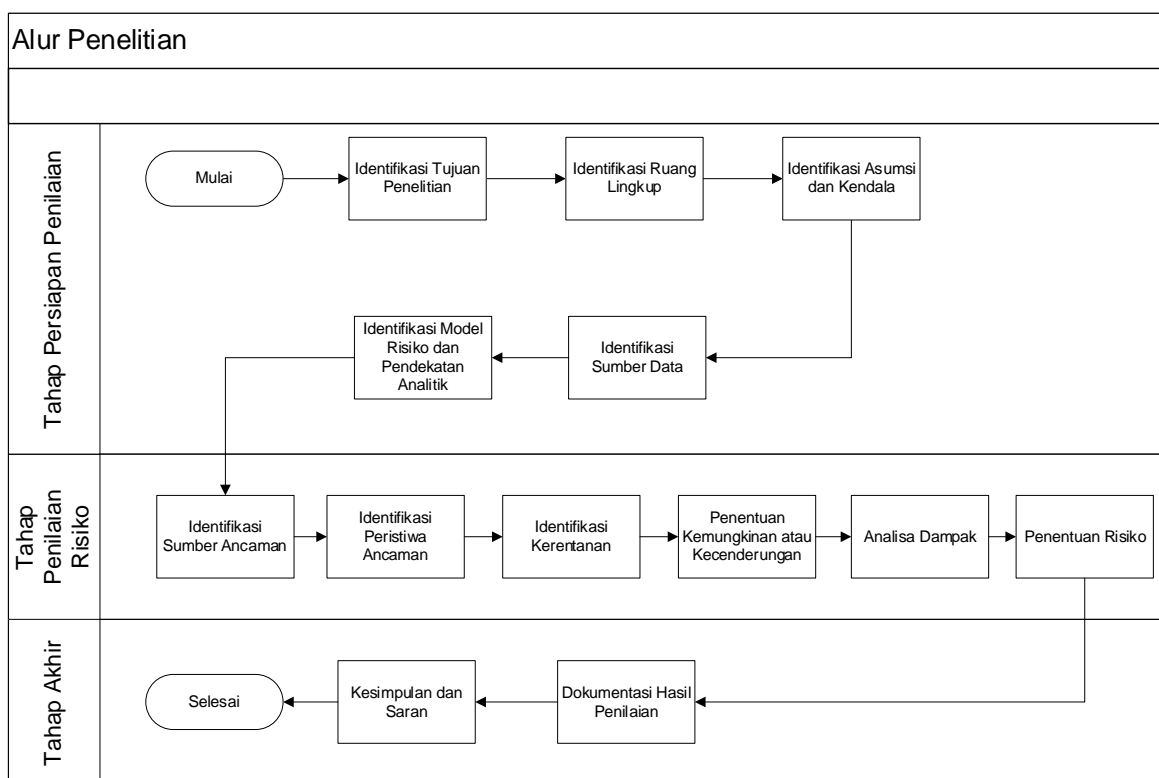 Alur Penelitian
Tahap Persiapan Penilaian
Mulai
Identifikasi Tujuan
Penelitian
Identifikasi Ruang
Lingkup
Identifikasi Asumsi
dan Kendala
Identifikasi Model
Risiko dan
Pendekatan
Analitik
Identifikasi
Sumber Data
Tahap
Penilaian
Risiko
Identifikasi
Sumber Ancaman
Identifikasi
Peristiwa
Ancaman
Identifikasi
Kerentanan
Penentuan
Kemungkinan atau
Kecenderungan
Analisa Dampak
Penentuan Risiko
Tahap Akhir
Selesai
Kesimpulan dan
Saran
Dokumentasi Hasil
Penilaian